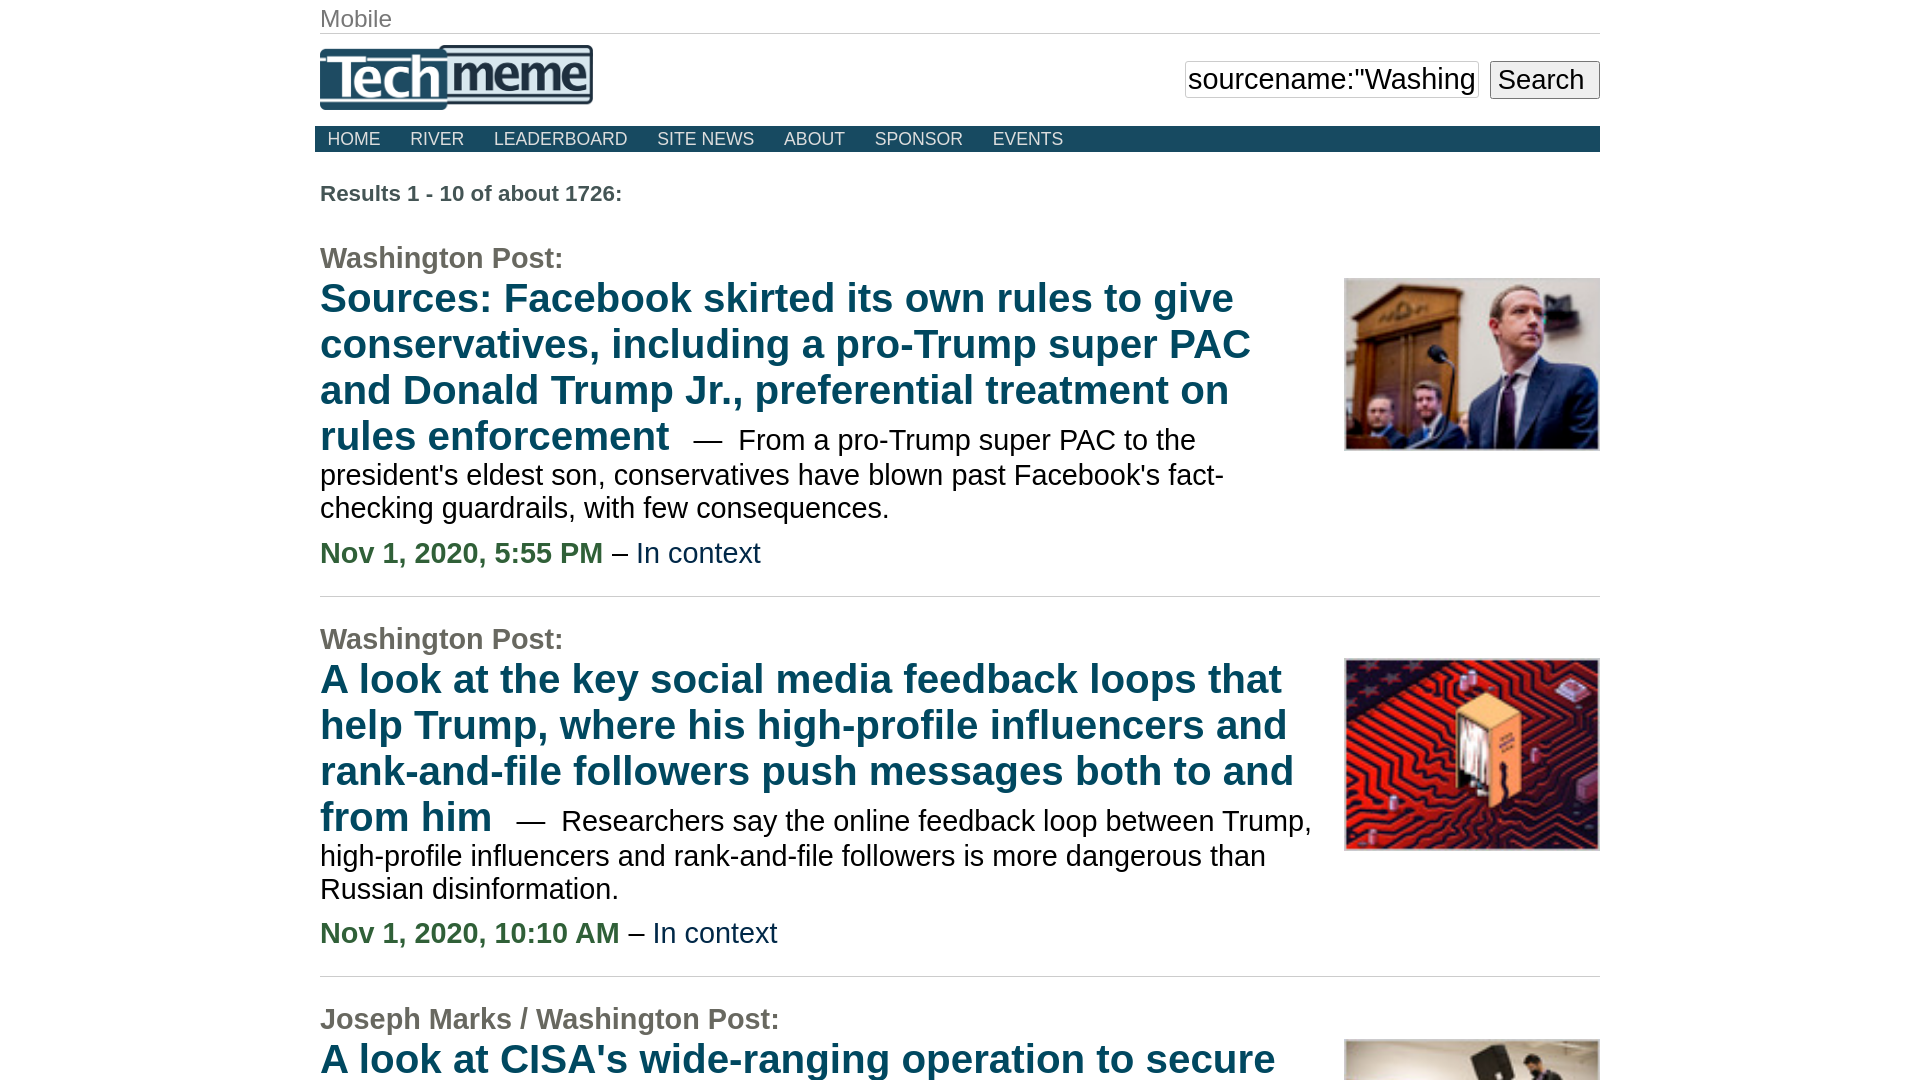 Mobile
Techmeme
sourcename:"Washing
Search
HOME RIVER LEADERBOARD SITE NEWS ABOUT SPONSOR EVENTS
Results 1 - 10 of about 1726:
Washington Post:
Sources: Facebook skirted its own rules to give
conservatives, including a pro-Trump super PAC
and Donald Trump Jr., preferential treatment on
rules enforcement — From a pro-Trump super PAC to the
president's eldest son, conservatives have blown past Facebook's fact-
checking guardrails, with few consequences.
Nov 1, 2020, 5:55 PM – In context
Washington Post:
A look at the key social media feedback loops that
help Trump, where his high-profile influencers and
rank-and-file followers push messages both to and
from him — Researchers say the online feedback loop between Trump,
high-profile influencers and rank-and-file followers is more dangerous than
Russian disinformation.
Nov 1, 2020, 10:10 AM – In context
Joseph Marks / Washington Post:
A look at CISA's wide-ranging operation to secure